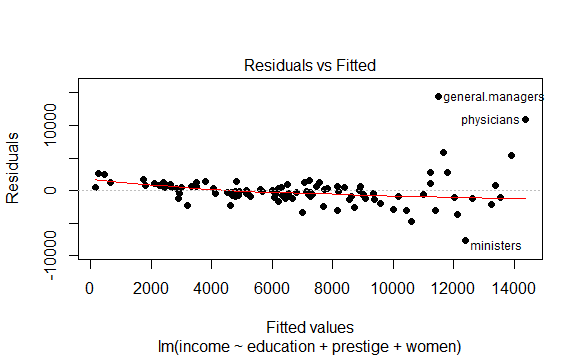 Residuals vs Fitted
Residuals
10000
0
-10000
general.managers
physicians
ministers
0 2000 4000 6000 8000 10000 12000 14000
Fitted values
lm(income ~ education + prestige + women)